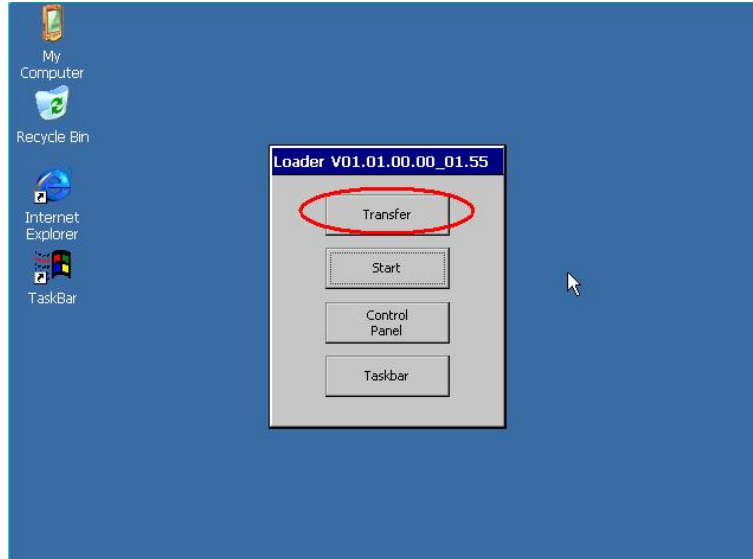 My
Computer
Recycle Bin
Internet
Explorer
TaskBar
Loader V01.01.00.00_01.55
Transfer
Start
Control
Panel
Taskbar